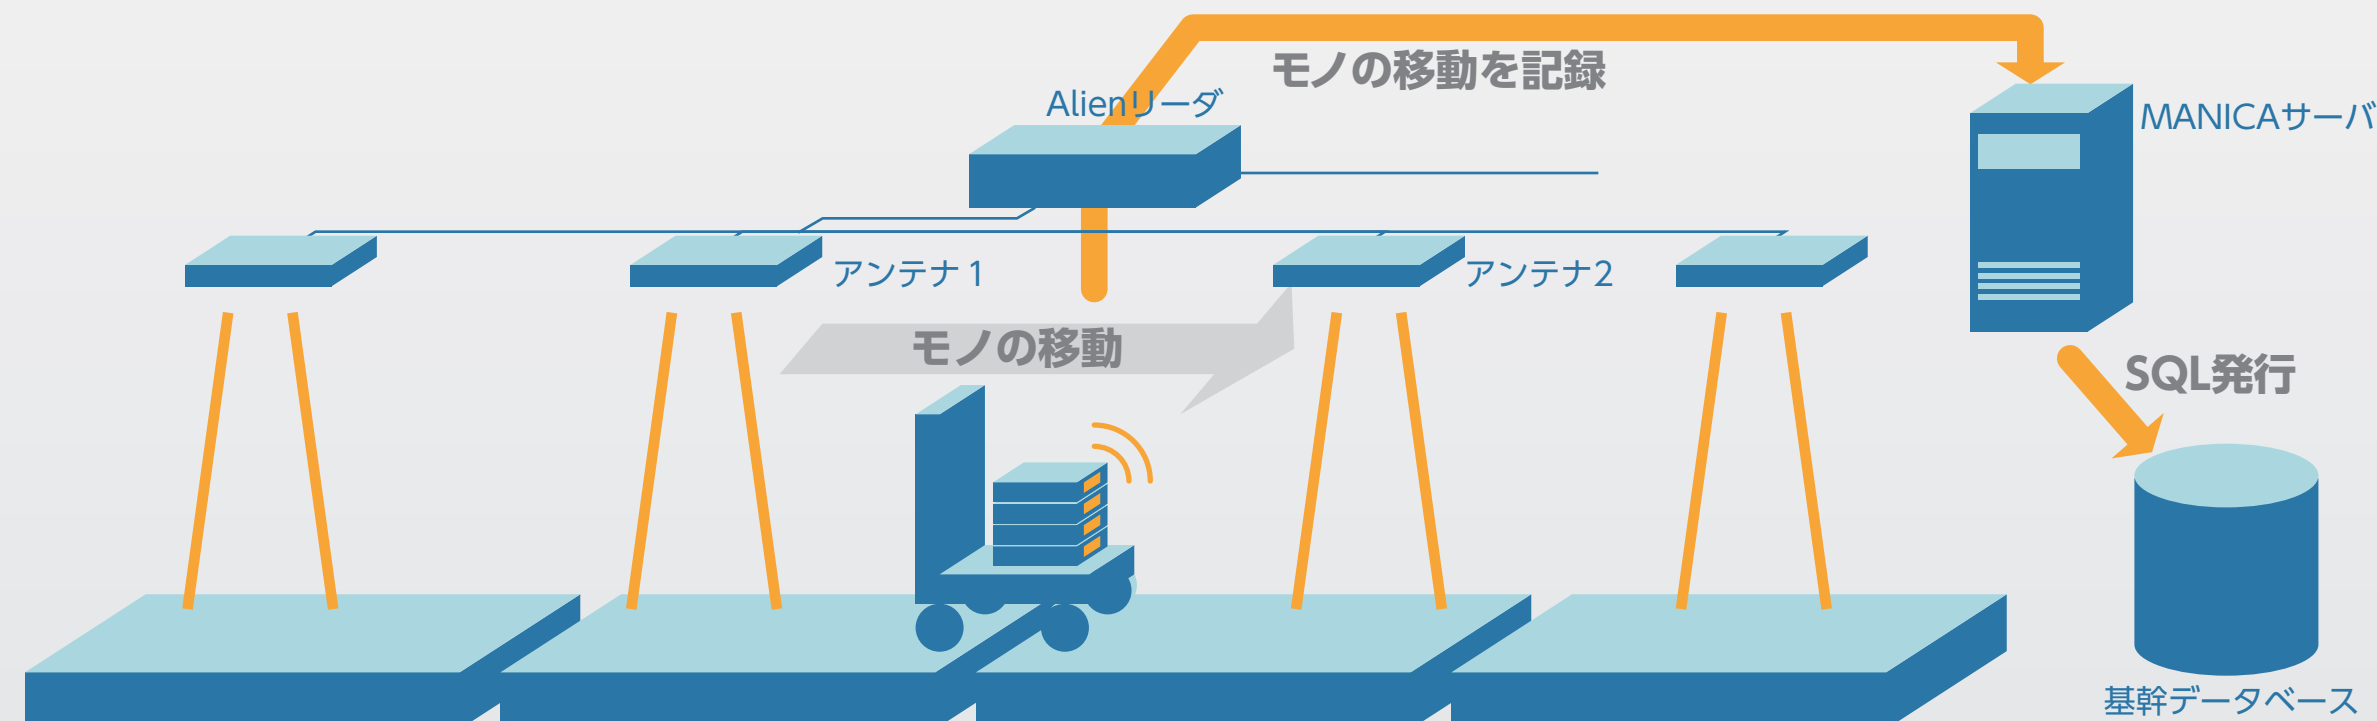 モノの移動を記録
Alienリーダ
MANICAサーバ
アンテナ1
アンテナ2
モノの移動
SQL発行
基幹データベース